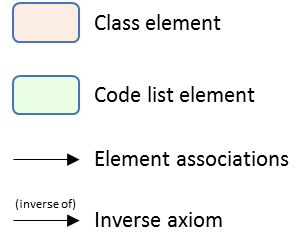 Class element
Code list element
Element associations
(inverse of)
Inverse axiom